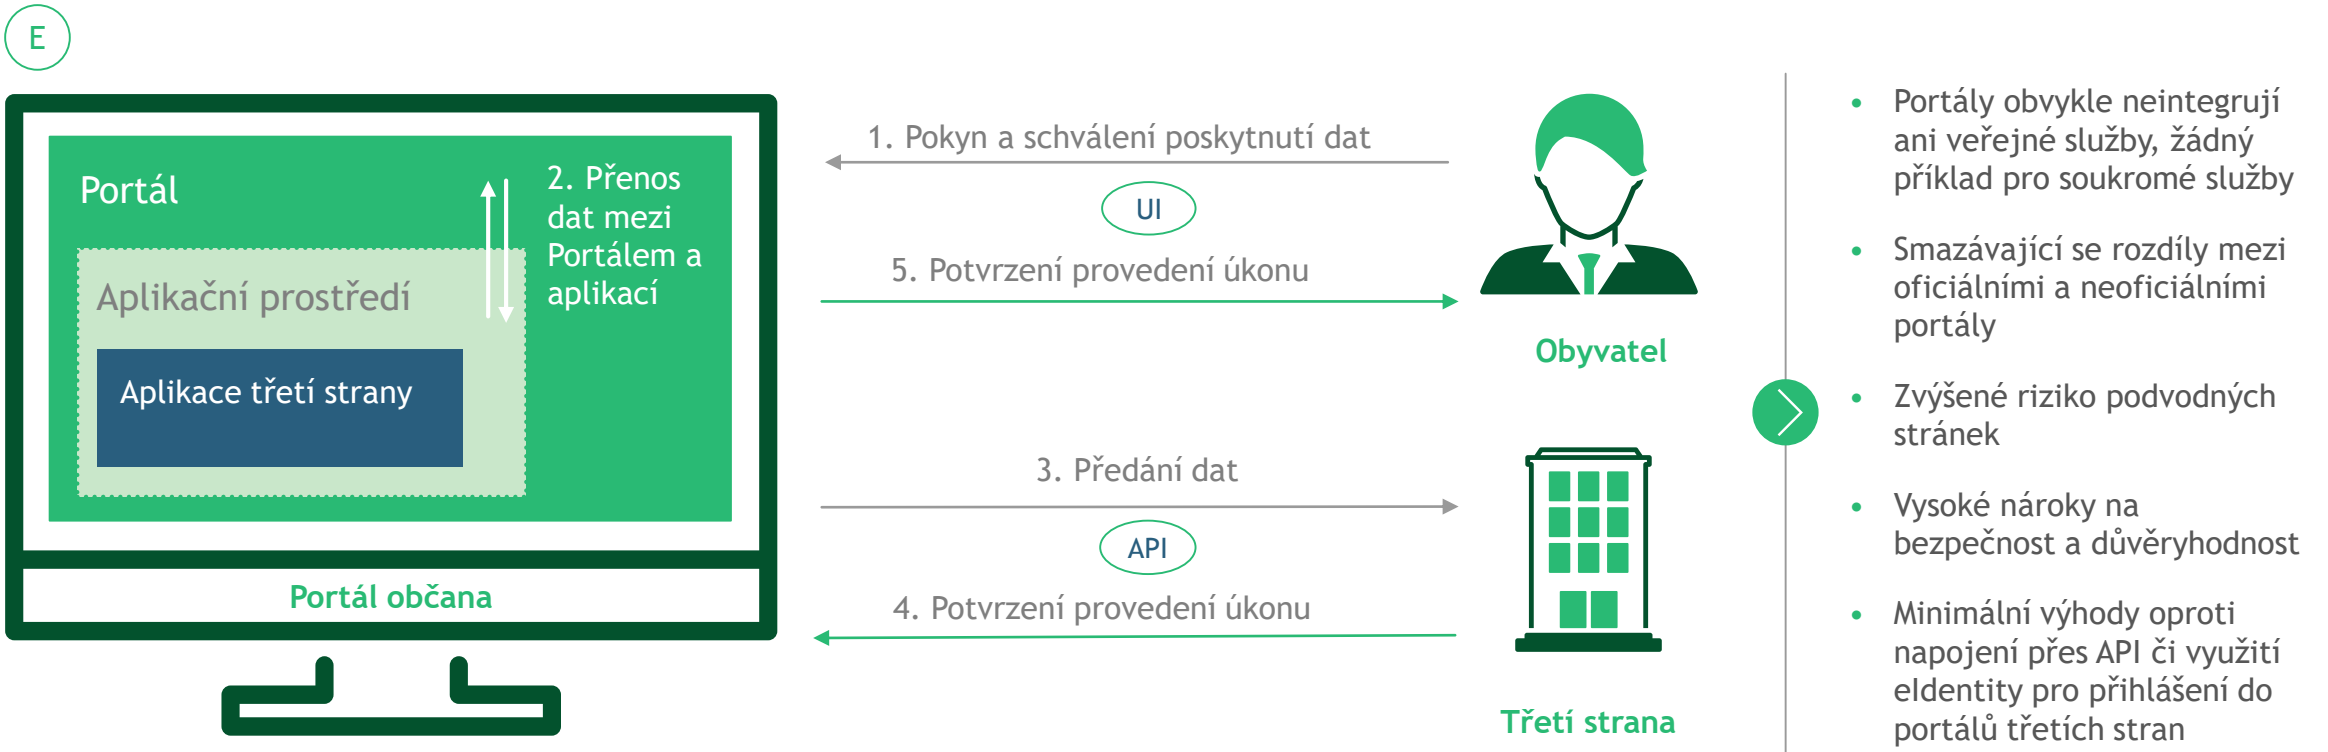 E
Portál
2. Přenos
dat mezi
Portálem a
aplikací
Aplikační prostředí
Aplikace třetí strany
Portál občana
1. Pokyn a schválení poskytnutí dat
UI
5. Potvrzení provedení úkonu
Obyvatel
3. Předání dat
API
4. Potvrzení provedení úkonu
Třetí strana
• Portály obvykle neintegrují
ani veřejné služby, žádný
příklad pro soukromé služby
• Smazávající se rozdíly mezi
oficiálními a neoficiálními
portály
• Zvýšené riziko podvodných
stránek
• Vysoké nároky na
bezpečnost a důvěryhodnost
• Minimální výhody oproti
napojení přes API či využití
eIdentity pro přihlášení do
portálů třetích stran